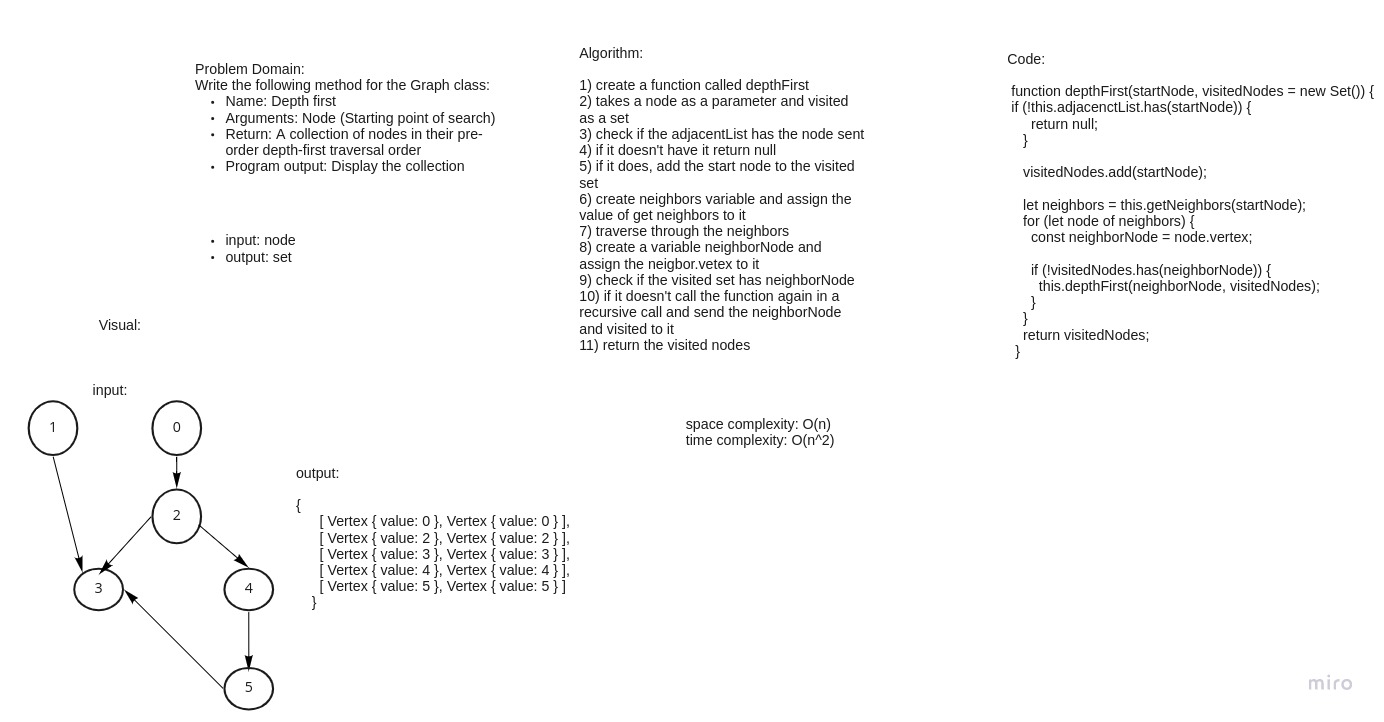 Problem Domain:
Write the following method for the Graph class:
• Name: Depth first
• Arguments: Node (Starting point of search)
• Return: A collection of nodes in their pre-
order depth-first traversal order
• Program output: Display the collection
• input: node
• output: set
Algorithm:
1) create a function called depthFirst
2) takes a node as a parameter and visited
as a set
3) check if the adjacentList has the node sent
4) if it doesn't have it return null
5) if it does, add the start node to the visited
set
6) create neighbors variable and assign the
value of get neighbors to it
7) traverse through the neighbors
8) create a variable neighborNode and
assign the neigbor.vetex to it
9) check if the visited set has neighborNode
10) if it doesn't call the function again in a
recursive call and send the neighborNode
and visited to it
11) return the visited nodes
Code:
function depthFirst(startNode, visitedNodes = new Set()) {
if (!this.adjacenctList.has(startNode)) {
return null;
}
visitedNodes.add(startNode);
let neighbors = this.getNeighbors(startNode);
for (let node of neighbors) {
const neighborNode = node.vertex;
if (!visitedNodes.has(neighborNode)) {
this.depthFirst(neighborNode, visitedNodes);
}
}
return visitedNodes;
}
Visual:
input:
1
0
2
3
4
5
output:
{
[ Vertex { value: 0 }, Vertex { value: 0 } ],
[ Vertex { value: 2 }, Vertex { value: 2 } ],
[ Vertex { value: 3 }, Vertex { value: 3 } ],
[ Vertex { value: 4 }, Vertex { value: 4 } ],
[ Vertex { value: 5 }, Vertex { value: 5 } ]
}
space complexity: O(n)
time complexity: O(n^2)
miro